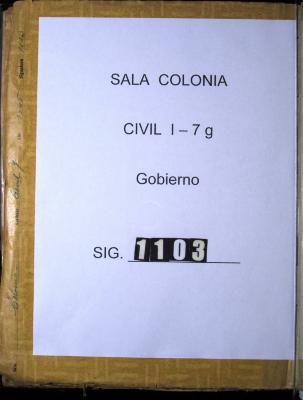 SALA COLONIA
CIVIL I – 7 g
Gobierno
SIG. 1103